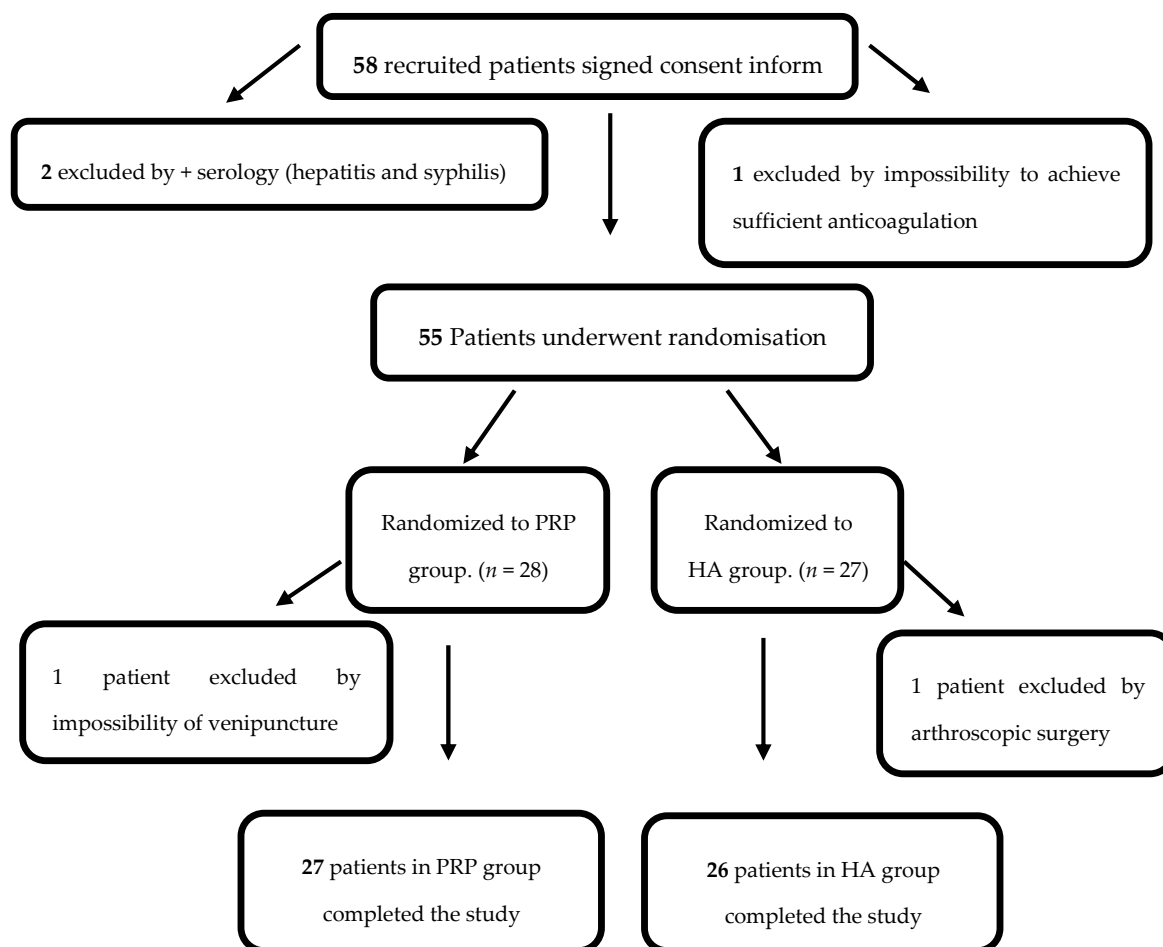 58 recruited patients signed consent inform
2 excluded by + serology (hepatitis and syphilis)
1 excluded by impossibility to achieve
sufficient anticoagulation
55 Patients underwent randomisation
Randomized to PRP
group. (n = 28)
Randomized to
HA group. (n = 27)
1 patient excluded by
impossibility of venipuncture
1 patient excluded by
arthroscopic surgery
27 patients in PRP group
completed the study
26 patients in HA group
completed the study